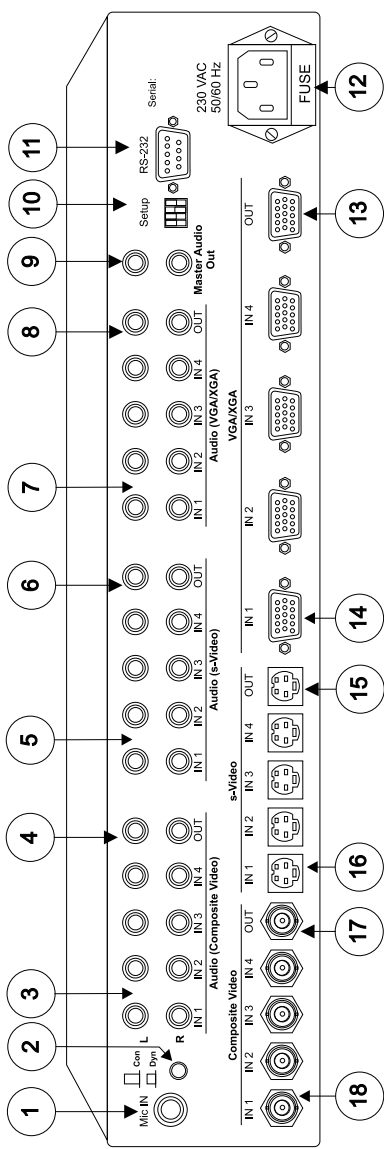 1 2 3 4 5 6 7 8 9 10 11
Mic IN
Con
Dyn
L
R
IN 1 IN 2 IN 3 IN 4 OUT
Audio (Composite Video)
IN 1 IN 2 IN 3 IN 4 OUT
Audio (s-Video)
IN 1 IN 2 IN 3 IN 4 OUT
Audio (VGA/XGA)
Master Audio
Out
Setup
RS-232
Serial:
230 VAC
50/60 Hz
FUSE
Composite Video
IN 1 IN 2 IN 3 IN 4 OUT
s-Video
IN 1 IN 2 IN 3 IN 4 OUT
VGA/XGA
IN 1 IN 2 IN 3 IN 4 OUT
18 17 16 15 14 13 12